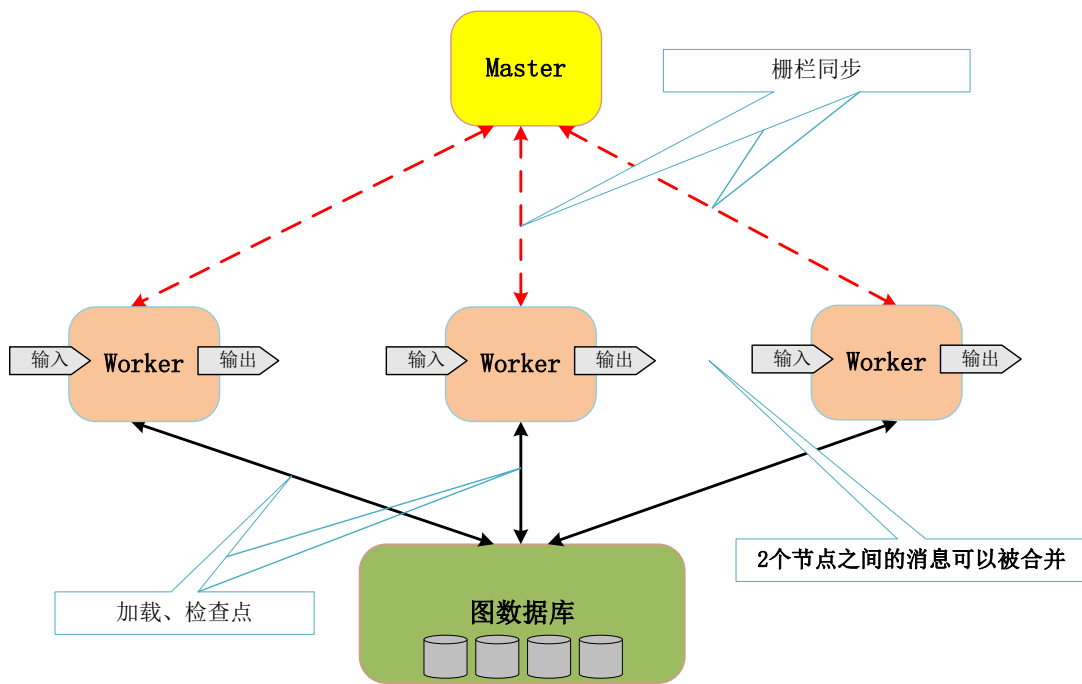 Master
栅栏同步
输入
Worker
输出
输入
Worker
输出
输入
Worker
输出
2个节点之间的消息可以被合并
加载、检查点
图数据库